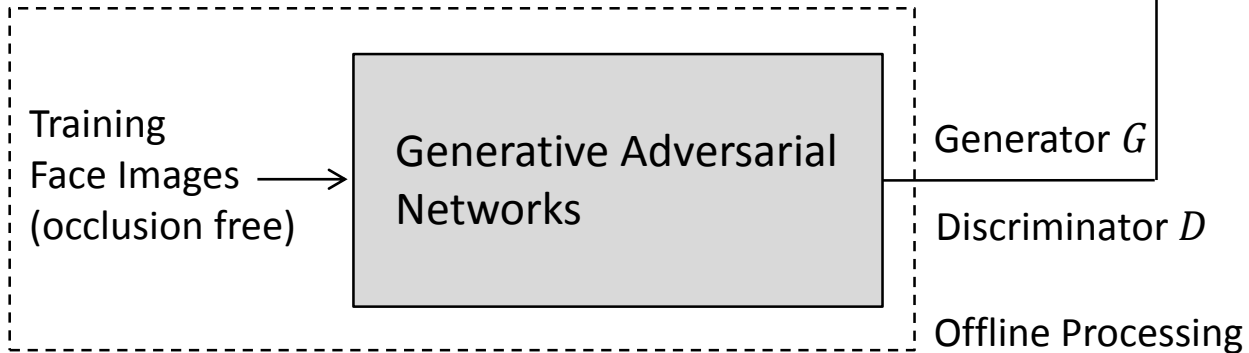 Training
Face Images
(occlusion free)
Generative Adversarial
Networks
Generator G
Discriminator D
Offline Processing